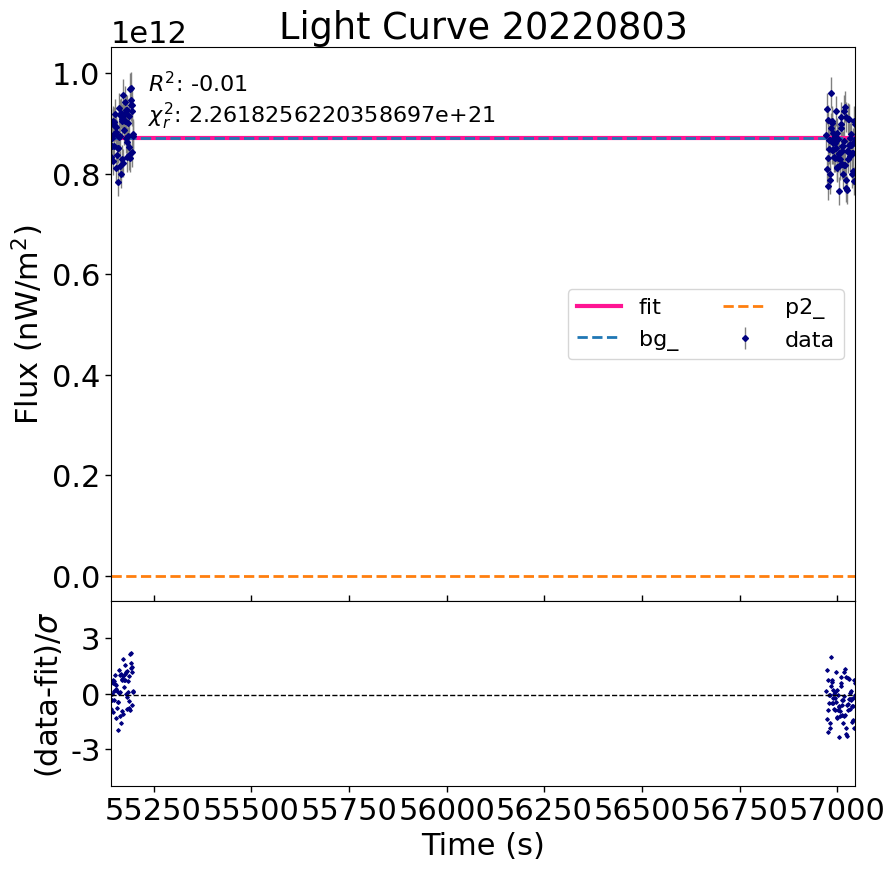 Light Curve 20220803
1e12
R²: -0.01
χ²ᵣ: 2.2618256220358697e+21
1.0
0.8
0.6
0.4
0.2
0.0
Flux (nW/m²)
fit
bg_
p2_
data
3
0
-3
(data-fit)/σ
55250 55500 55750 56000 56250 56500 56750 57000
Time (s)